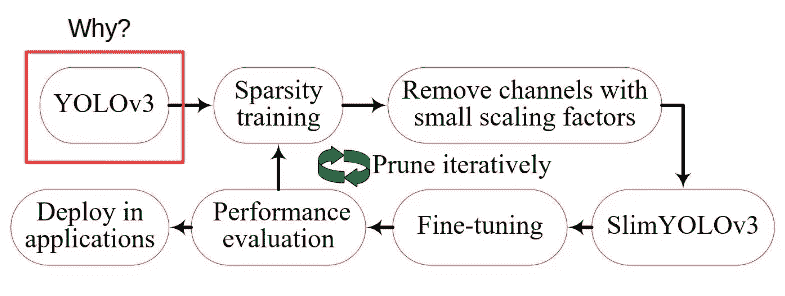 Why?
YOLOv3
Sparsity
training
Remove channels with
small scaling factors
Prune iteratively
Deploy in
applications
Performance
evaluation
Fine-tuning
SlimYOLOv3